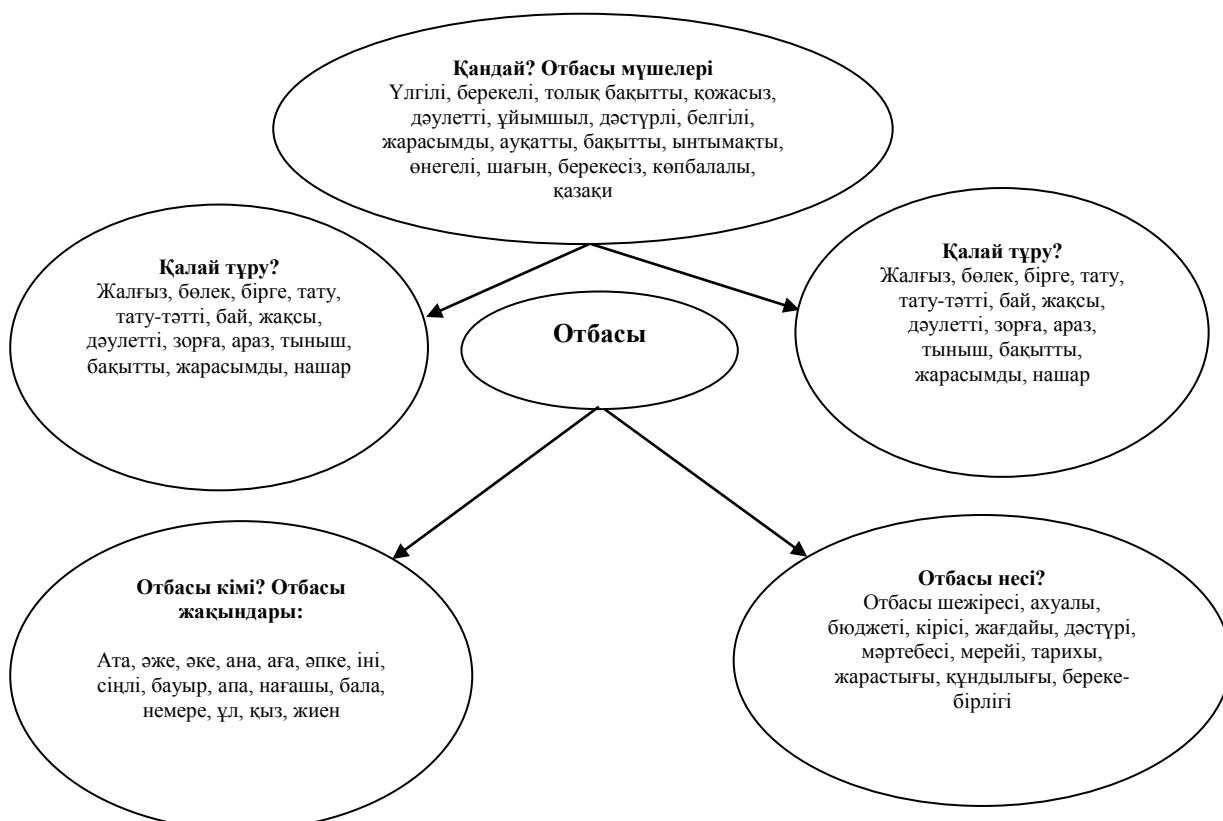 Қандай? Отбасы мүшелері
Үлгілі, берекелі, толық бақытты, қожасыз,
дәулетті, ұйымшыл, дәстүрлі, белгілі,
жарасымды, ауқатты, бақытты, ынтымақты,
өнегелі, шағын, берекесіз, көпбалалы,
қазақи
Қалай тұру?
Жалғыз, бөлек, бірге, тату,
тату-тәтті, бай, жақсы,
дәулетті, зорға, араз, тыныш,
бақытты, жарасымды, нашар
Отбасы
Қалай тұру?
Жалғыз, бөлек, бірге, тату,
тату-тәтті, бай, жақсы,
дәулетті, зорға, араз,
тыныш, бақытты,
жарасымды, нашар
Отбасы кімі? Отбасы
жақындары:
Ата, әже, әке, ана, аға, әпке, іні,
сіңлі, бауыр, апа, нағашы, бала,
немере, ұл, қыз, жиен
Отбасы несі?
Отбасы шежіресі, ахуалы,
бюджеті, кірісі, жағдайы, дәстүрі,
мәртебесі, мерейі, тарихы,
жарастығы, құндылығы, береке-
бірлігі